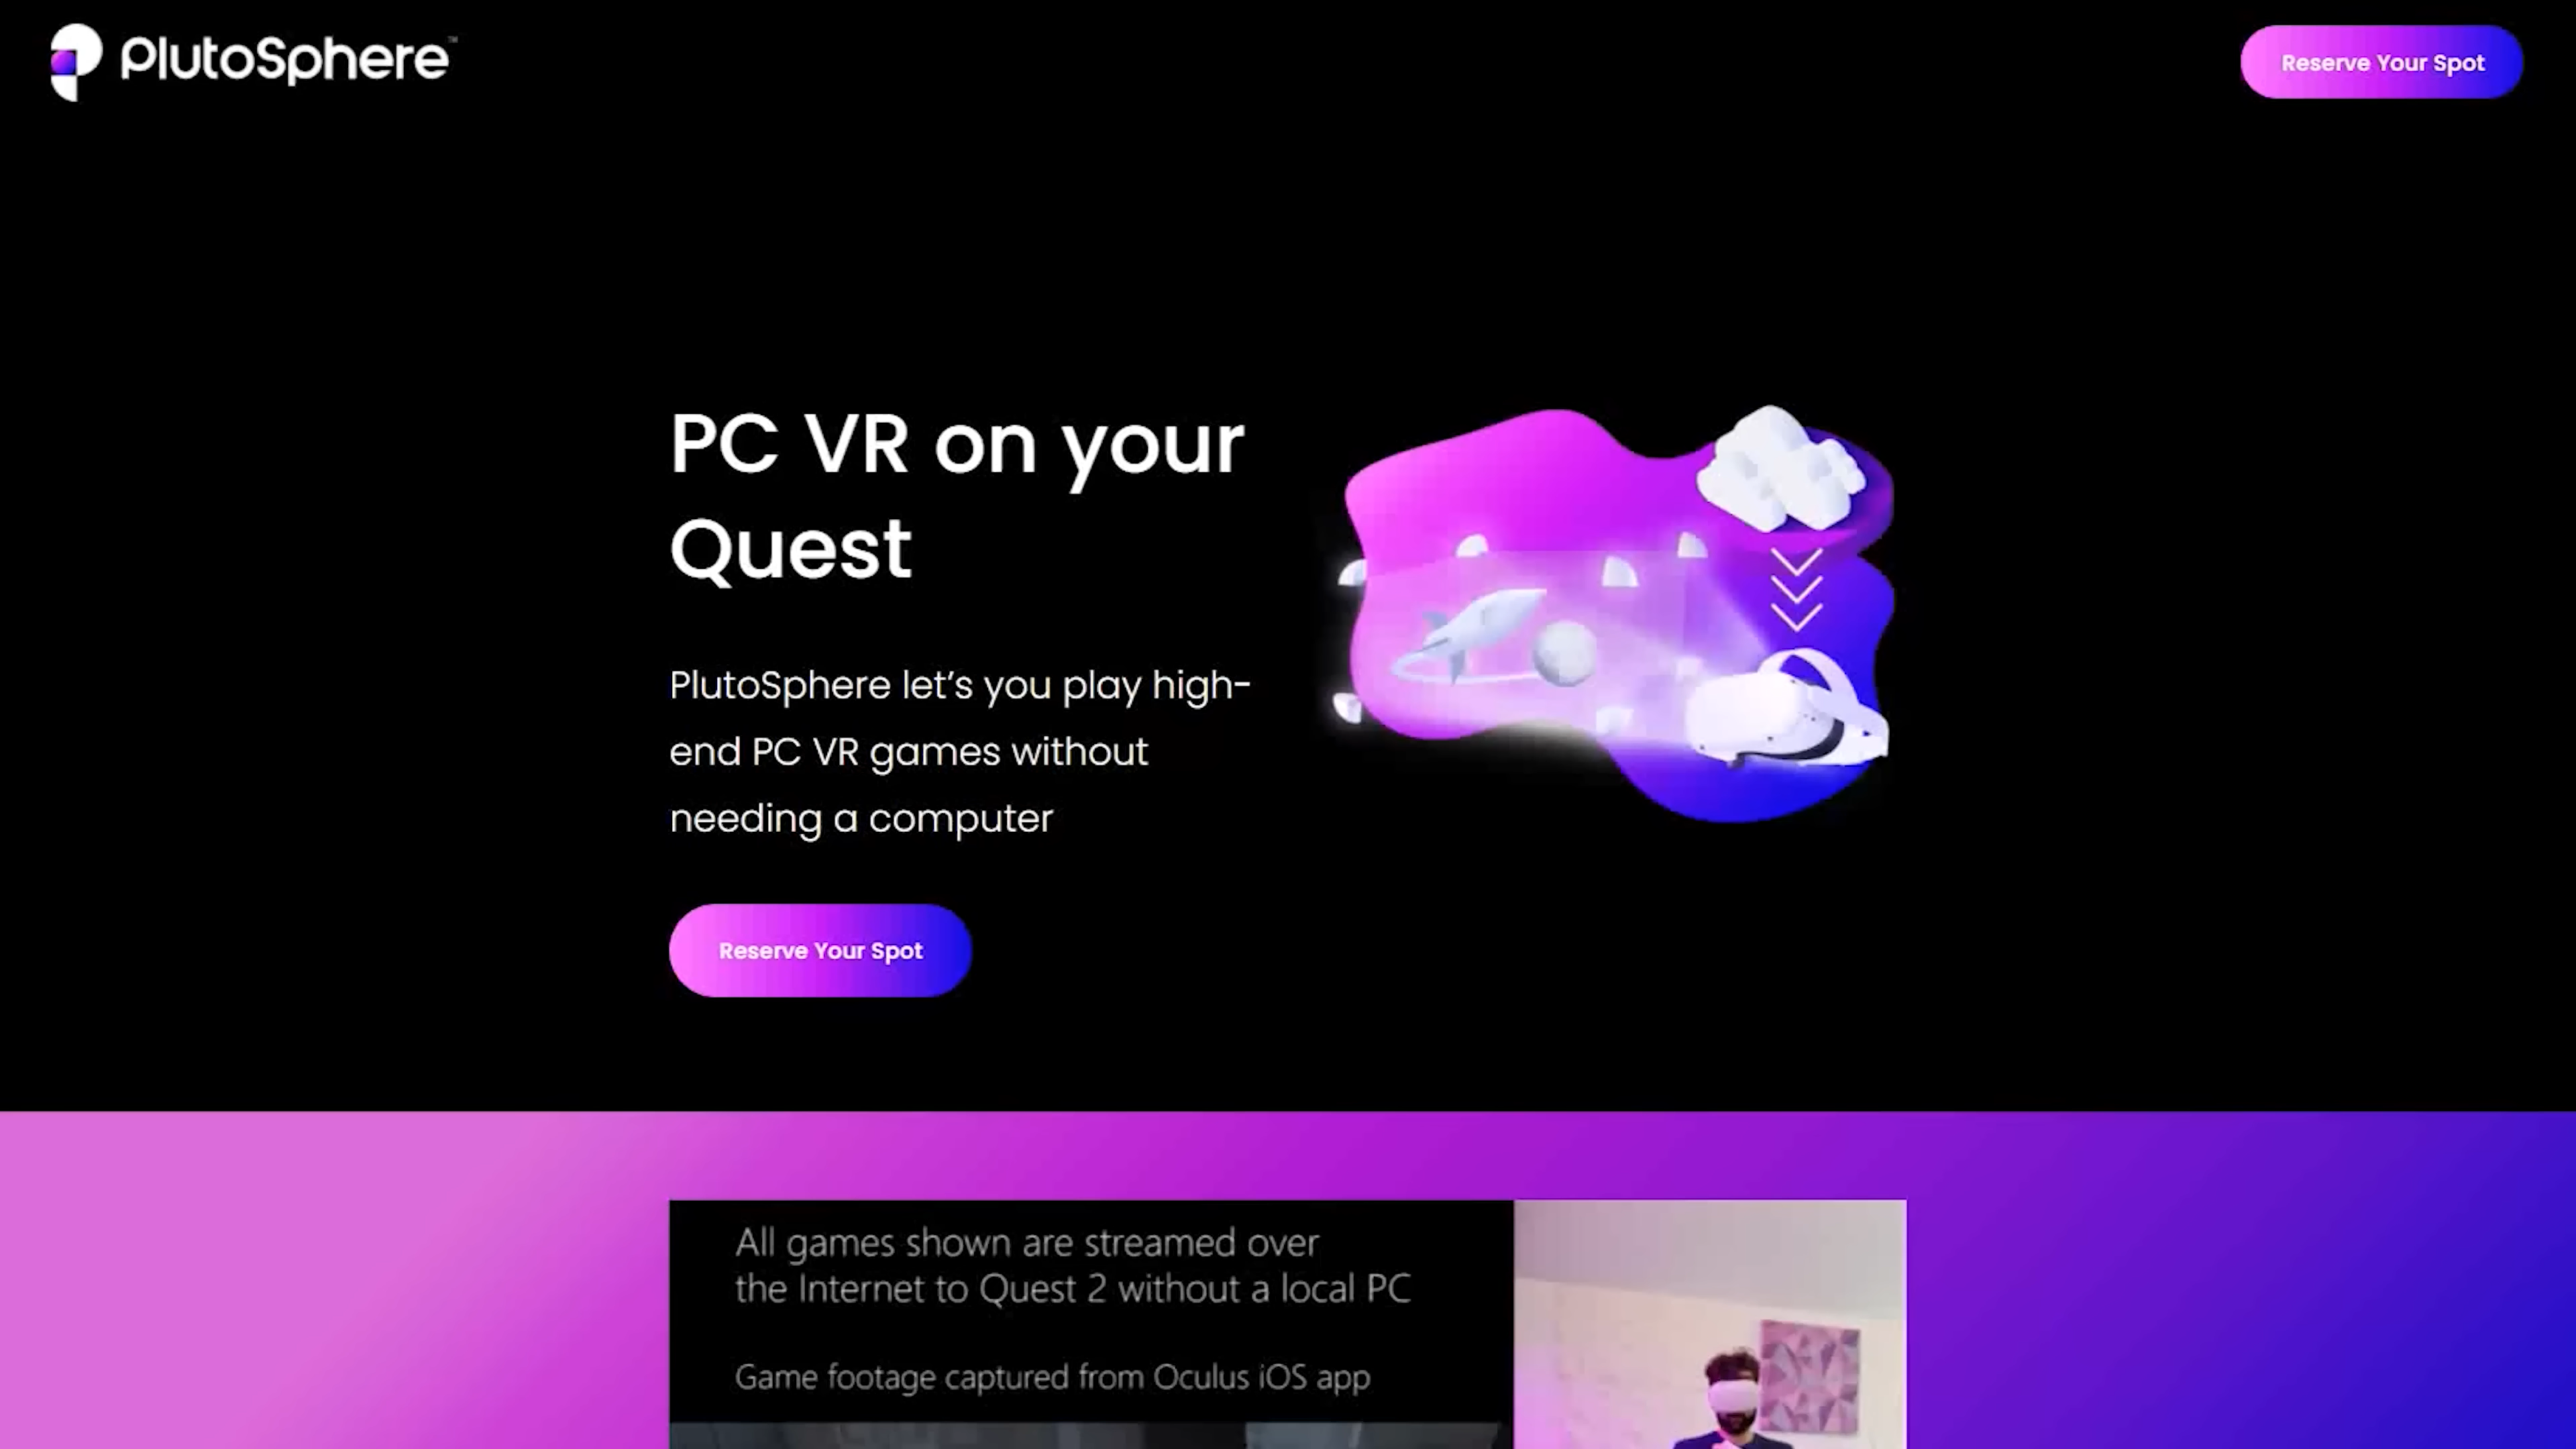 PlutoSphere™
Reserve Your Spot
PC VR on your
Quest
PlutoSphere let’s you play high-
end PC VR games without
needing a computer
Reserve Your Spot
All games shown are streamed over
the Internet to Quest 2 without a local PC
Game footage captured from Oculus iOS app